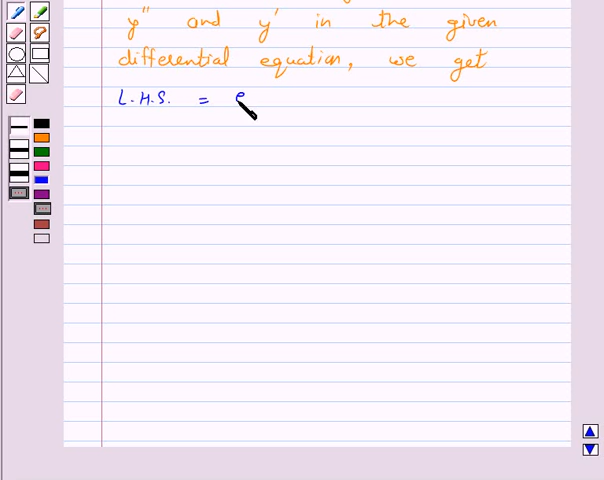 y" and y' in the given
differential equation, we get
L.H.S. = e